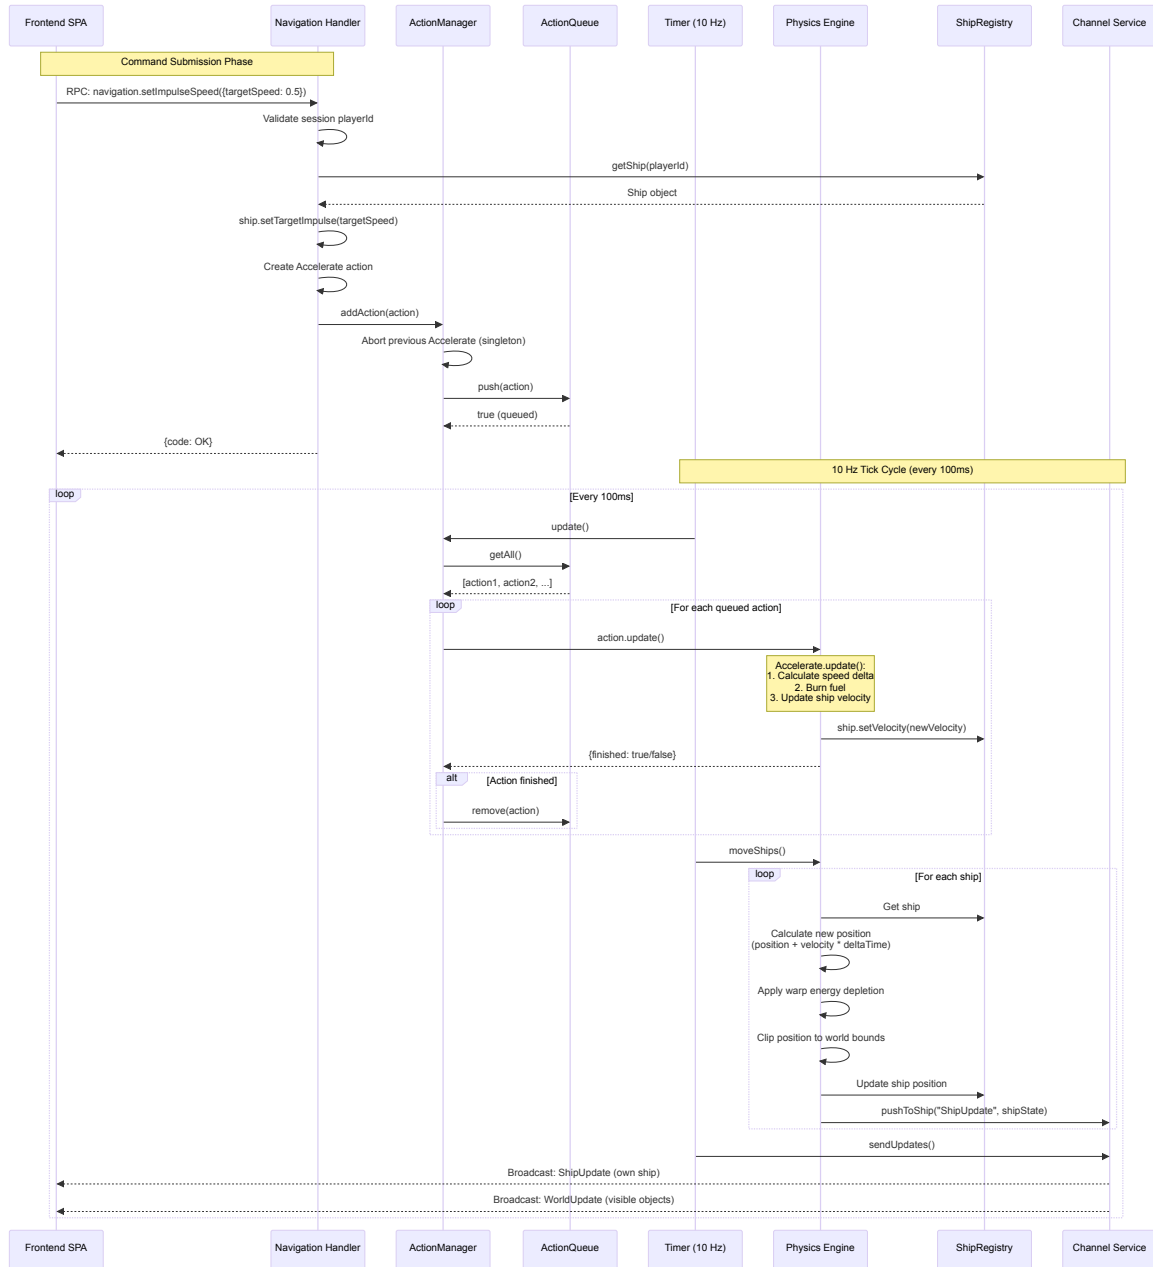 Frontend SPA
Navigation Handler
ActionManager
ActionQueue
Timer (10 Hz)
Physics Engine
ShipRegistry
Channel Service
Command Submission Phase
RPC: navigation.setImpulseSpeed({targetSpeed: 0.5})
Validate session playerId
getShip(playerId)
Ship object
ship.setTargetImpulse(targetSpeed)
Create Accelerate action
addAction(action)
Abort previous Accelerate (singleton)
push(action)
true (queued)
{code: OK}
10 Hz Tick Cycle (every 100ms)
loop
[Every 100ms]
update()
getAll()
[action1, action2, ...]
loop
[For each queued action]
action.update()
Accelerate.update():
1. Calculate speed delta
2. Burn fuel
3. Update ship velocity
ship.setVelocity(newVelocity)
{finished: true/false}
alt
[Action finished]
remove(action)
moveShips()
loop
[For each ship]
Get ship
Calculate new position
(position + velocity * deltaTime)
Apply warp energy depletion
Clip position to world bounds
Update ship position
pushToShip("ShipUpdate", shipState)
sendUpdates()
Broadcast: ShipUpdate (own ship)
Broadcast: WorldUpdate (visible objects)
Frontend SPA
Navigation Handler
ActionManager
ActionQueue
Timer (10 Hz)
Physics Engine
ShipRegistry
Channel Service